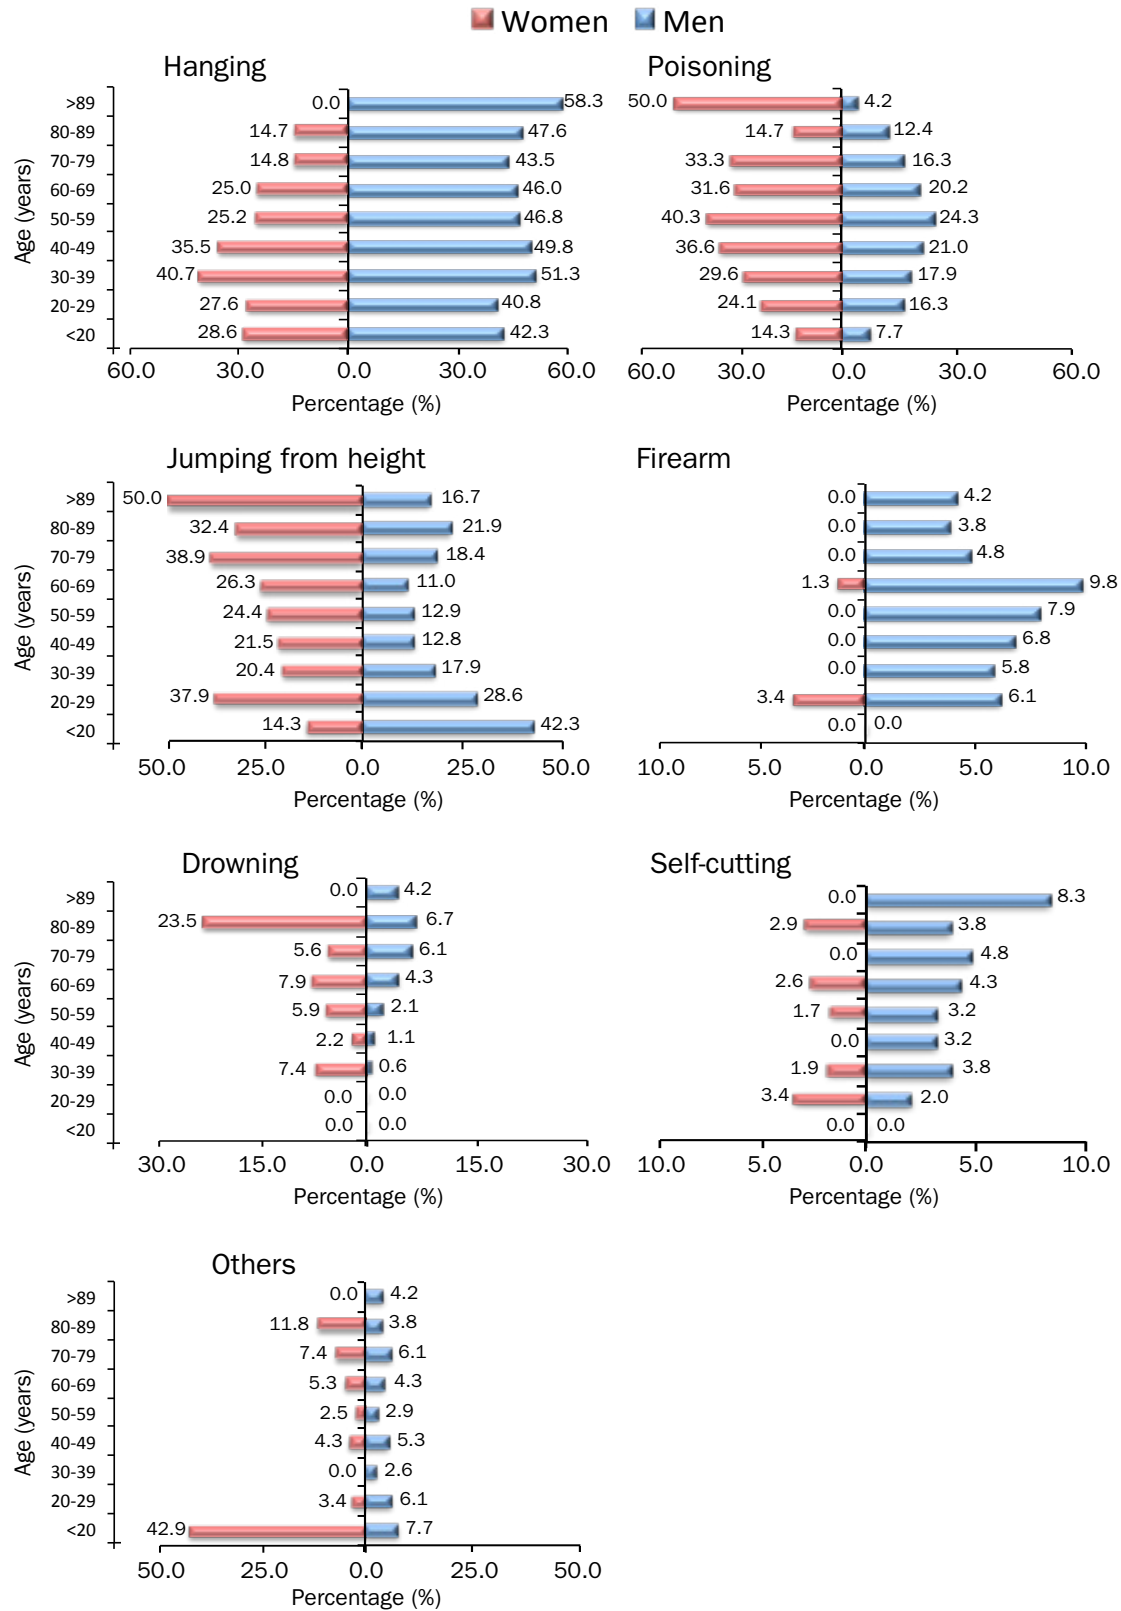 Women Men
Hanging
Age (years)
>89 0.0 58.3
80-89 14.7 47.6
70-79 14.8 43.5
60-69 25.0 46.0
50-59 25.2 46.8
40-49 35.5 49.8
30-39 40.7 51.3
20-29 27.6 40.8
<20 28.6 42.3
60.0 30.0 0.0 30.0 60.0
Percentage (%)
Poisoning
50.0 4.2
14.7 12.4
33.3 16.3
31.6 20.2
40.3 24.3
36.6 21.0
29.6 17.9
24.1 16.3
14.3 7.7
60.0 30.0 0.0 30.0 60.0
Percentage (%)
Jumping from height
Age (years)
>89 50.0 16.7
80-89 32.4 21.9
70-79 38.9 18.4
60-69 26.3 11.0
50-59 24.4 12.9
40-49 21.5 12.8
30-39 20.4 17.9
20-29 37.9 28.6
<20 14.3 42.3
50.0 25.0 0.0 25.0 50.0
Percentage (%)
Firearm
0.0 4.2
0.0 3.8
0.0 4.8
1.3 9.8
0.0 7.9
0.0 6.8
0.0 5.8
3.4 6.1
0.0 0.0
10.0 5.0 0.0 5.0 10.0
Percentage (%)
Drowning
Age (years)
>89 0.0 4.2
80-89 23.5 6.7
70-79 5.6 6.1
60-69 7.9 4.3
50-59 5.9 2.1
40-49 2.2 1.1
30-39 7.4 0.6
20-29 0.0 0.0
<20 0.0 0.0
30.0 15.0 0.0 15.0 30.0
Percentage (%)
Self-cutting
0.0 8.3
2.9 3.8
0.0 4.8
2.6 4.3
1.7 3.2
0.0 3.2
1.9 3.8
3.4 2.0
0.0 0.0
10.0 5.0 0.0 5.0 10.0
Percentage (%)
Others
Age (years)
>89 0.0 4.2
80-89 11.8 3.8
70-79 7.4 6.1
60-69 5.3 4.3
50-59 2.5 2.9
40-49 4.3 5.3
30-39 0.0 2.6
20-29 3.4 6.1
<20 42.9 7.7
50.0 25.0 0.0 25.0 50.0
Percentage (%)